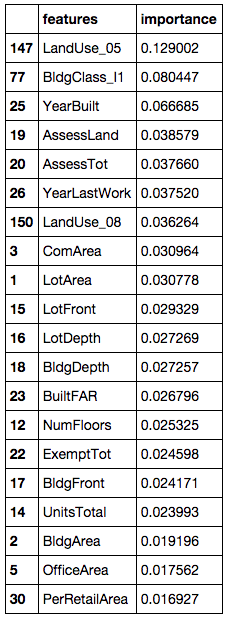 features importance
147 LandUse_05 0.129002
77 BldgClass_I1 0.080447
25 YearBuilt 0.066685
19 AssessLand 0.038579
20 AssessTot 0.037660
26 YearLastWork 0.037520
150 LandUse_08 0.036264
3 ComArea 0.030964
1 LotArea 0.030778
15 LotFront 0.029329
16 LotDepth 0.027269
18 BldgDepth 0.027257
23 BuiltFAR 0.026796
12 NumFloors 0.025325
22 ExemptTot 0.024598
17 BldgFront 0.024171
14 UnitsTotal 0.023993
2 BldgArea 0.019196
5 OfficeArea 0.017562
30 PerRetailArea 0.016927